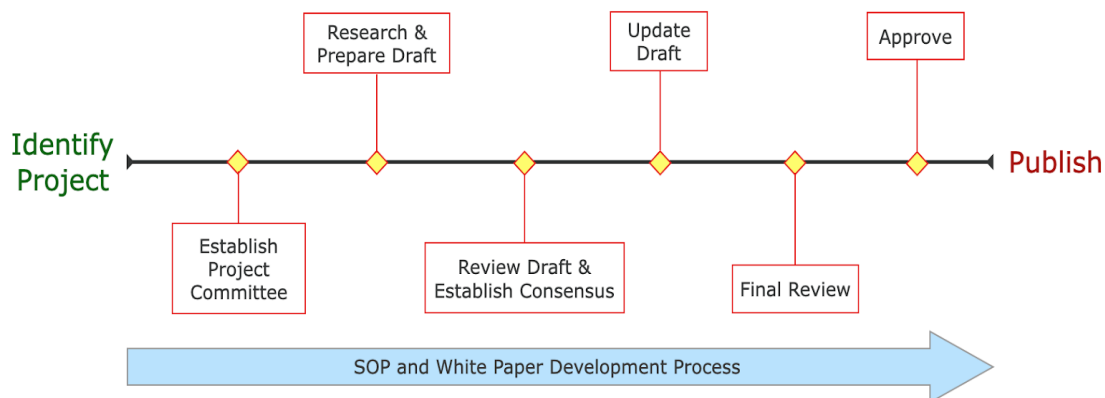 Identify
Project
Establish
Project
Committee
Research &
Prepare Draft
Review Draft &
Establish Consensus
Update
Draft
Final Review
Approve
Publish
SOP and White Paper Development Process